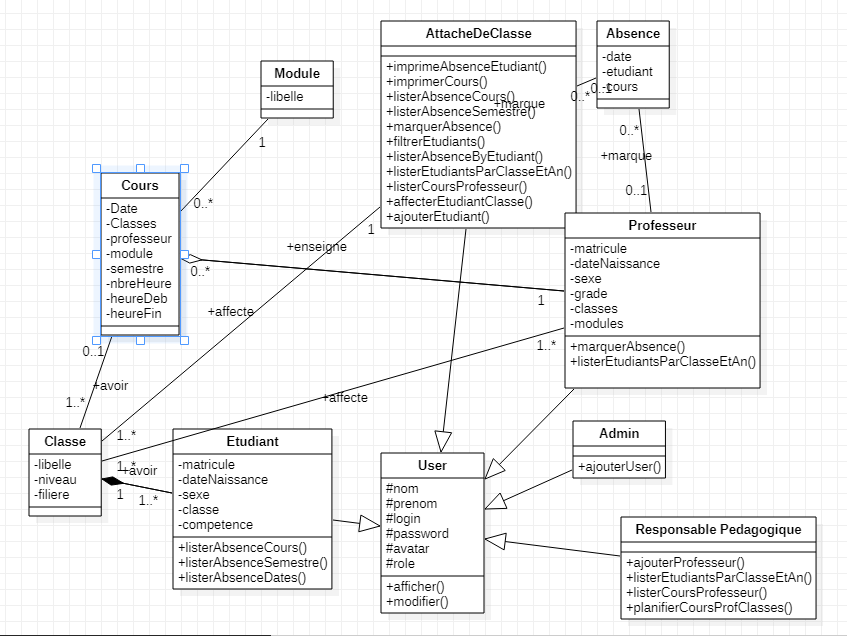 AttacheDeClasse
+imprimeAbsenceEtudiant()
+imprimerCours()
+listerAbsenceCours()
+listerAbsenceSemestre()
+marquerAbsence()
+filtrerEtudiants()
+listerAbsenceByEtudiant()
+listerEtudiantsParClasseEtAn()
+listerCoursProfesseur()
+affecterEtudiantClasse()
+ajouterEtudiant()
Absence
-date
-etudiant
-cours
+marque
0..*
0..1
Module
-libelle
1
0..*
0..*
+marque
0..1
Cours
-Date
-Classes
-professeur
-module
-semestre
-nbreHeure
-heureDeb
-heureFin
Professeur
-matricule
-dateNaissance
-sexe
-grade
-classes
-modules
+marquerAbsence()
+listerEtudiantsParClasseEtAn()
1
+enseigne
0..*
1
+affecte
1..*
0..1
+avoir
1..*
+affecte
1..*
1..*
Classe
-libelle
-niveau
-filiere
+avoir
1
1..*
Etudiant
-matricule
-dateNaissance
-sexe
-classe
-competence
+listerAbsenceCours()
+listerAbsenceSemestre()
+listerAbsenceDates()
User
#nom
#prenom
#login
#password
#avatar
#role
+afficher()
+modifier()
Admin
+ajouterUser()
Responsable Pedagogique
+ajouterProfesseur()
+listerEtudiantsParClasseEtAn()
+listerCoursProfesseur()
+planifierCoursProfClasses()